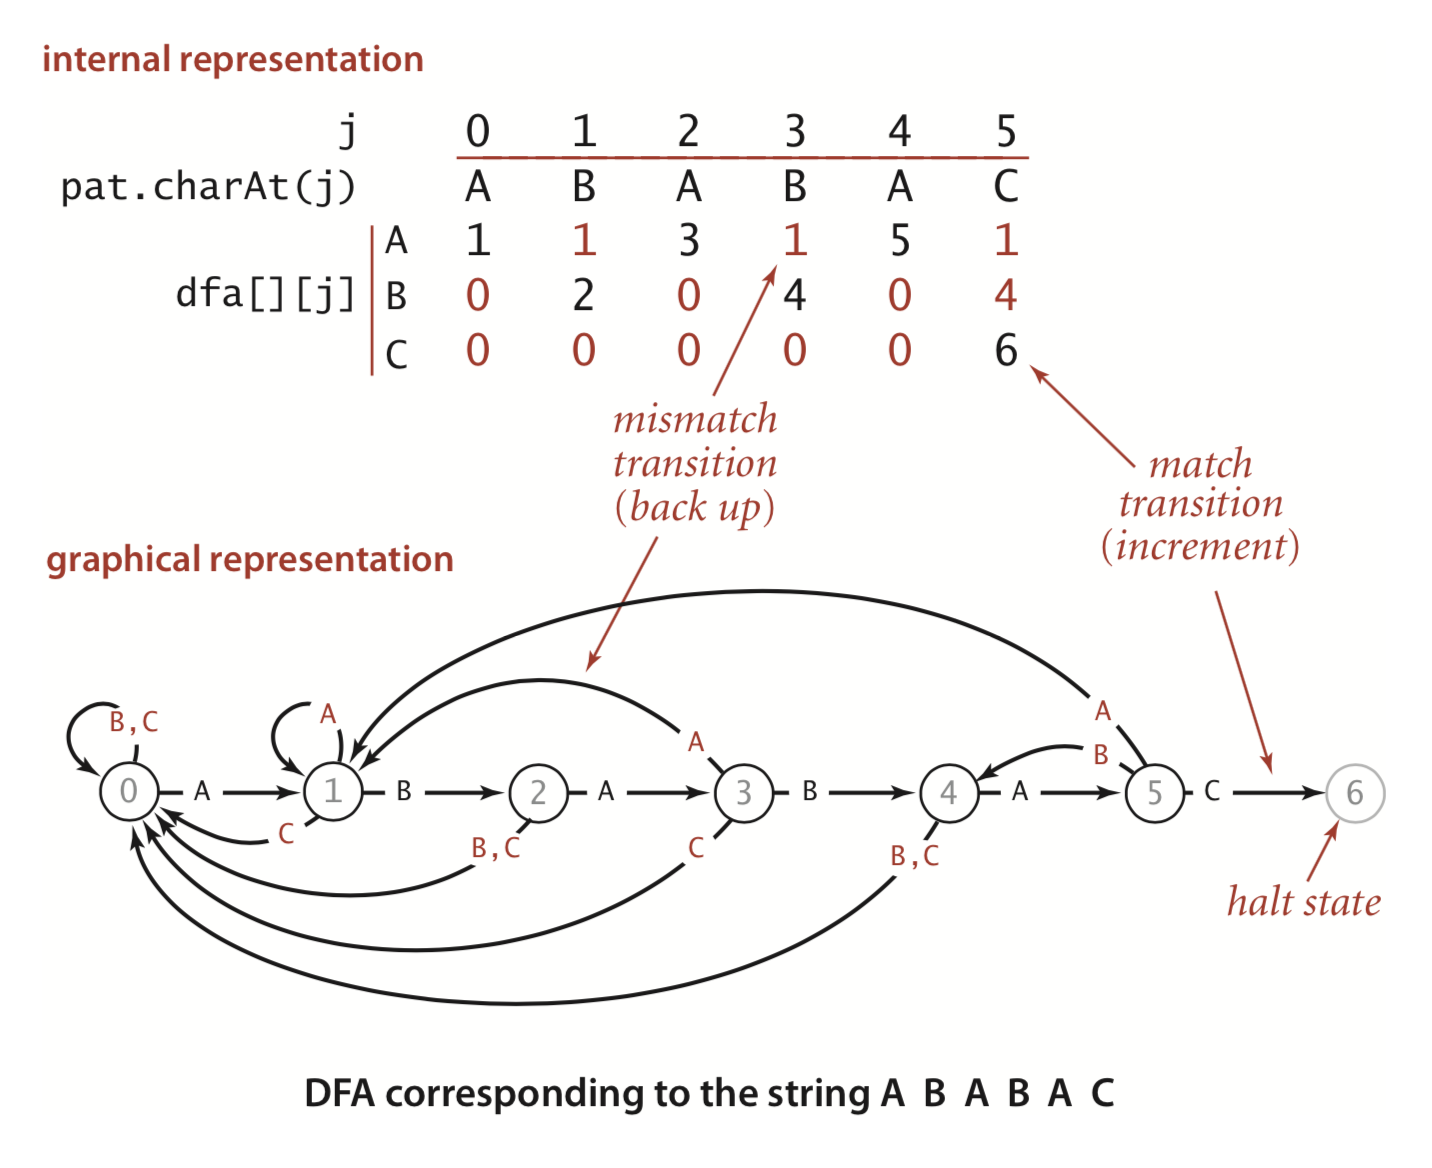 internal representation
j 0 1 2 3 4 5
pat.charAt(j) A B A B A C
A 1 1 3 1 5 1
dfa[][j] B 0 2 0 4 0 4
C 0 0 0 0 0 6
mismatch
transition
(back up)
match
transition
(increment)
graphical representation
A
B,C A A B
0 A 1 B 2 A 3 B 4 A 5 C 6
C B,C C B,C
halt state
DFA corresponding to the string A B A B A C